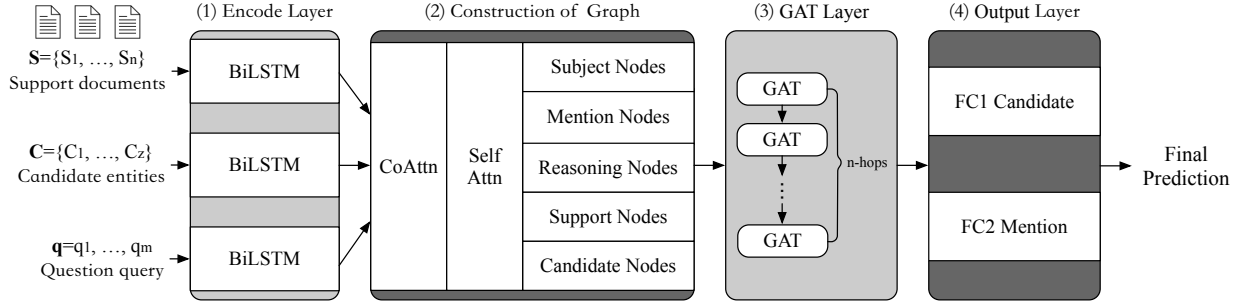 (1) Encode Layer
(2) Construction of Graph
(3) GAT Layer
(4) Output Layer
S={S1, …, Sn}
Support documents
C={C1, …, Cz}
Candidate entities
q=q1, …, qm
Question query
BiLSTM
BiLSTM
BiLSTM
CoAttn
Self
Attn
Subject Nodes
Mention Nodes
Reasoning Nodes
Support Nodes
Candidate Nodes
GAT
GAT
GAT
n-hops
FC1 Candidate
FC2 Mention
Final
Prediction